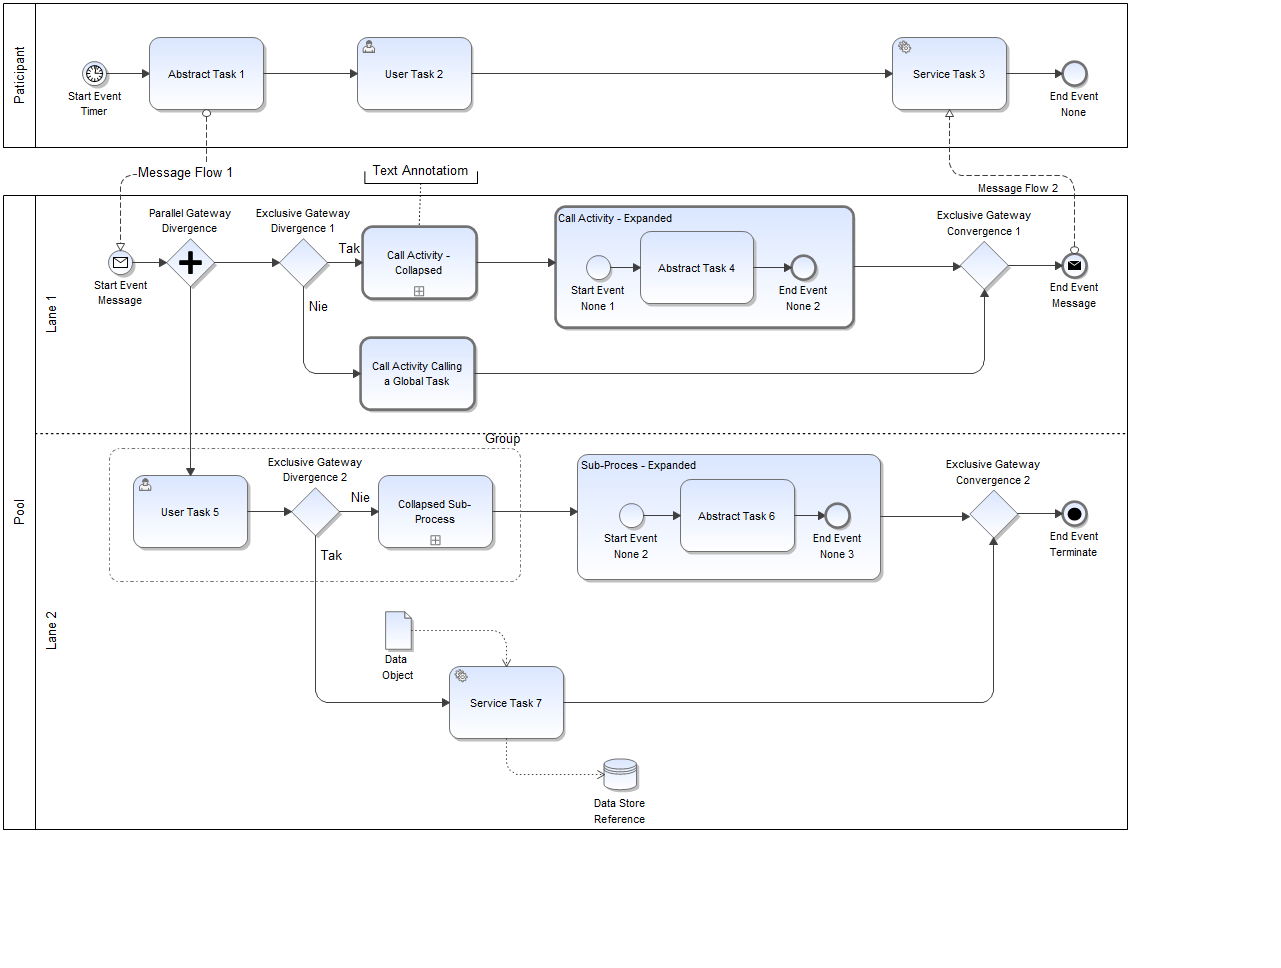 Paticipant
Abstract Task 1
User Task 2
Service Task 3
Start Event
Timer
End Event
None
Message Flow 1
Text Annotatiom
Message Flow 2
Pool
Lane 1
Parallel Gateway
Divergence
Exclusive Gateway
Divergence 1
Tak
Nie
Start Event
Message
Call Activity -
Collapsed
Call Activity - Expanded
Start Event
None 1
Abstract Task 4
End Event
None 2
Exclusive Gateway
Convergence 1
End Event
Message
Call Activity Calling
a Global Task
Lane 2
Group
User Task 5
Exclusive Gateway
Divergence 2
Nie
Tak
Collapsed Sub-
Process
Sub-Proces - Expanded
Start Event
None 2
Abstract Task 6
End Event
None 3
Exclusive Gateway
Convergence 2
End Event
Terminate
Data
Object
Service Task 7
Data Store
Reference